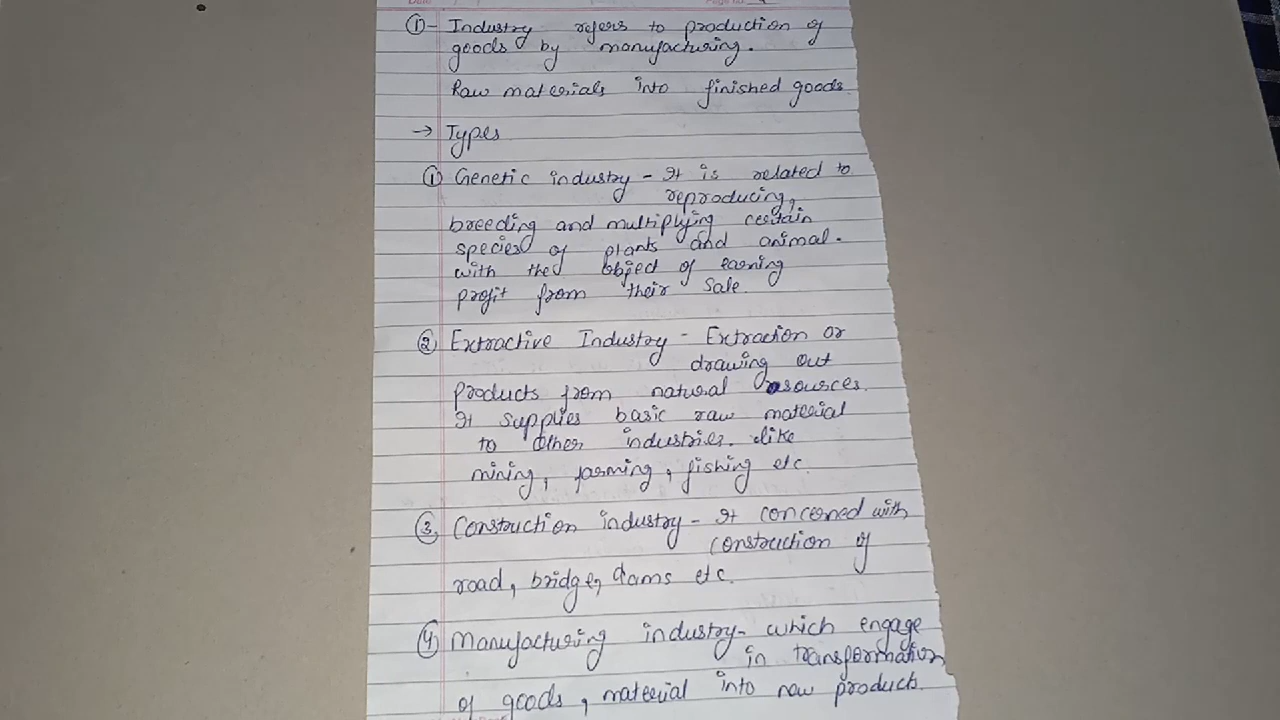 ①- Industry refers to production of
goods by manufacturing.
Raw materials into finished goods
→ Types
① Genetic industry - It is related to
reproducing,
breeding and multiplying certain
species of plants and animal.
with the object of earning
profit from their sale.
② Extractive Industry - Extraction or
drawing out
products from natural resources.
It supplies basic raw material
to other industries. like
mining, farming, fishing etc.
③ Construction industry - It concerned with
construction of
road, bridge, dams etc.
④ Manufacturing industry - which engage
in transformation
of goods, material into new products.